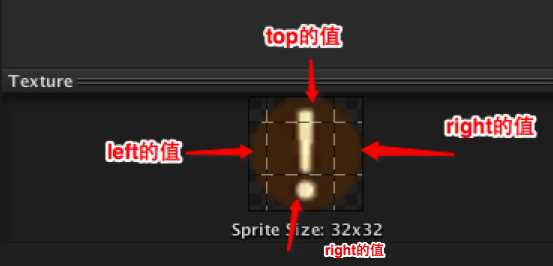 top的值
Texture
right的值
left的值
Sprite Size: 32x32
right的值